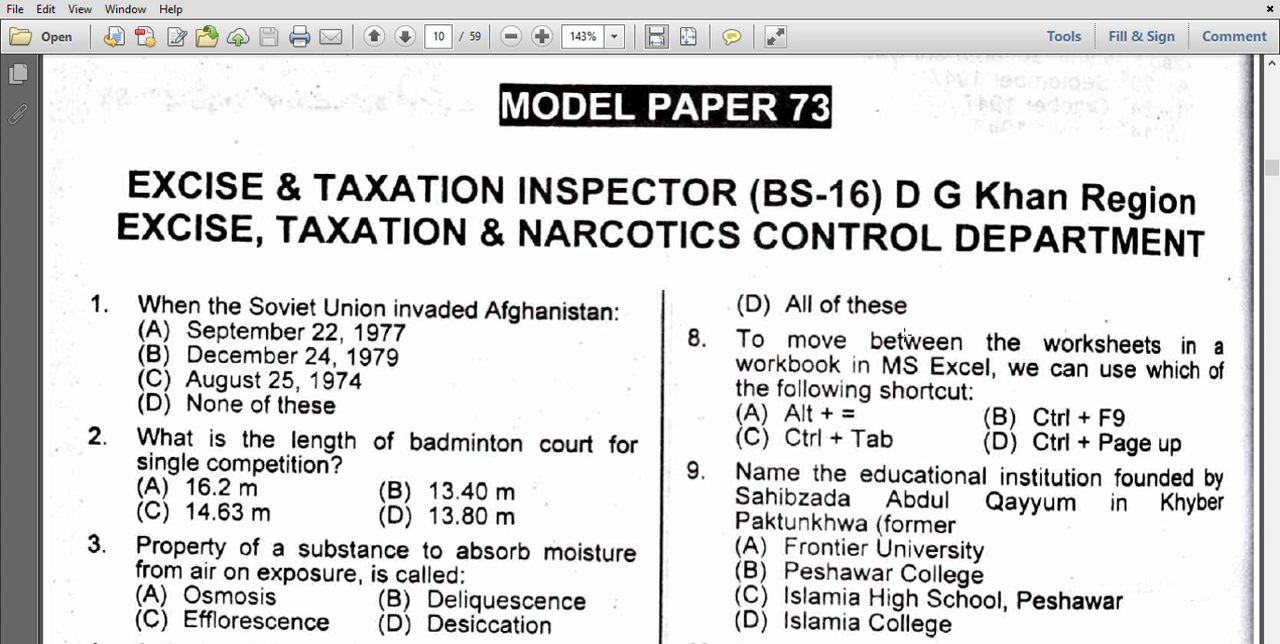 File Edit View Window Help
Open
10 / 59
143%
Tools
Fill & Sign
Comment
MODEL PAPER 73
EXCISE & TAXATION INSPECTOR (BS-16) D G Khan Region
EXCISE, TAXATION & NARCOTICS CONTROL DEPARTMENT
1. When the Soviet Union invaded Afghanistan:
(A) September 22, 1977
(B) December 24, 1979
(C) August 25, 1974
(D) None of these
2. What is the length of badminton court for
single competition?
(A) 16.2 m (B) 13.40 m
(C) 14.63 m (D) 13.80 m
3. Property of a substance to absorb moisture
from air on exposure, is called:
(A) Osmosis (B) Deliquescence
(C) Efflorescence (D) Desiccation
(D) All of these
8. To move between the worksheets in a
workbook in MS Excel, we can use which of
the following shortcut:
(A) Alt + = (B) Ctrl + F9
(C) Ctrl + Tab (D) Ctrl + Page up
9. Name the educational institution founded by
Sahibzada Abdul Qayyum in Khyber
Paktunkhwa (former
(A) Frontier University
(B) Peshawar College
(C) Islamia High School, Peshawar
(D) Islamia College